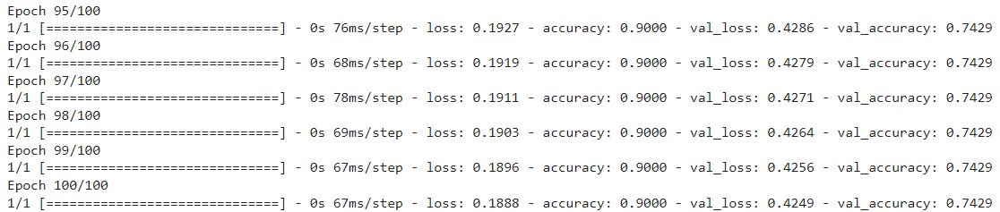 Epoch 95/100
1/1 [==============================] - 0s 76ms/step - loss: 0.1927 - accuracy: 0.9000 - val_loss: 0.4286 - val_accuracy: 0.7429
Epoch 96/100
1/1 [==============================] - 0s 68ms/step - loss: 0.1919 - accuracy: 0.9000 - val_loss: 0.4279 - val_accuracy: 0.7429
Epoch 97/100
1/1 [==============================] - 0s 78ms/step - loss: 0.1911 - accuracy: 0.9000 - val_loss: 0.4271 - val_accuracy: 0.7429
Epoch 98/100
1/1 [==============================] - 0s 69ms/step - loss: 0.1903 - accuracy: 0.9000 - val_loss: 0.4264 - val_accuracy: 0.7429
Epoch 99/100
1/1 [==============================] - 0s 67ms/step - loss: 0.1896 - accuracy: 0.9000 - val_loss: 0.4256 - val_accuracy: 0.7429
Epoch 100/100
1/1 [==============================] - 0s 67ms/step - loss: 0.1888 - accuracy: 0.9000 - val_loss: 0.4249 - val_accuracy: 0.7429